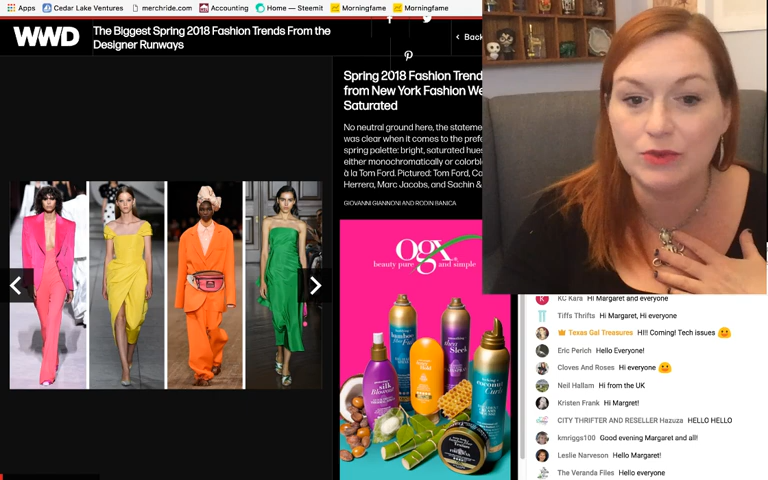 Apps
Cedar Lake Ventures
merchride.com
Accounting
Home — Steemit
Morningfame
Morningfame
WWD
The Biggest Spring 2018 Fashion Trends From the
Designer Runways
Back
Spring 2018 Fashion Trend
from New York Fashion We
Saturated
No neutral ground here, the stateme
was clear when it comes to the prefe
spring palette: bright, saturated hues
either monochromatically or colorbl
à la Tom Ford. Pictured: Tom Ford, Ca
Herrera, Marc Jacobs, and Sachin &
GIOVANNI GIANNONI AND RODIN BANICA
ogx
beauty pure and simple
KC Kara Hi Margaret and everyone
Tiffs Thrifts Hi Margaret, Hi everyone
Texas Gal Treasures Hi!! Coming! Tech issues
Eric Perich Hello Everyone!
Cloves And Roses Hi everyone
Neil Hallam Hi from the UK
Kristen Frank Hi Margret!
CITY THRIFTER AND RESELLER Hazuza HELLO HELLO
kmriggs100 Good evening Margaret and all!
Leslie Narveson Hello Margaret!
The Veranda Files Hello everyone